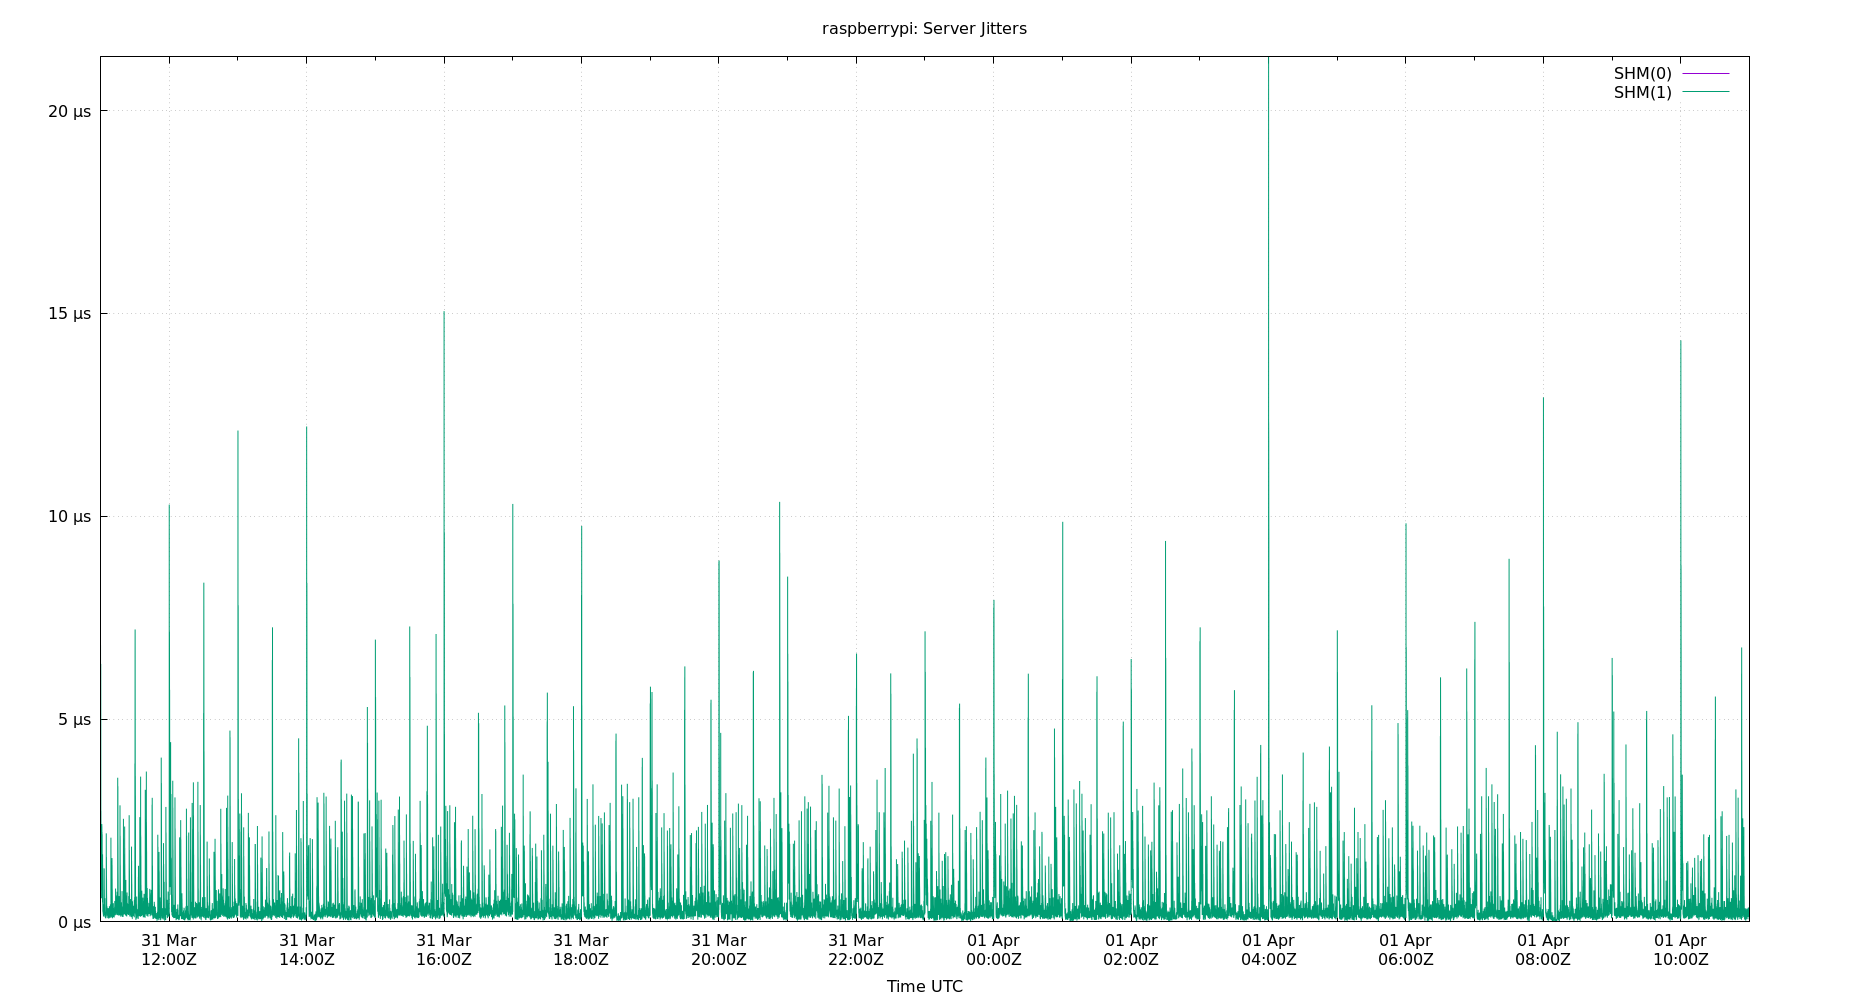 raspberrypi: Server Jitters
SHM(0)
SHM(1)
20 µs
15 µs
10 µs
5 µs
0 µs
31 Mar 31 Mar 31 Mar 31 Mar 31 Mar 31 Mar 01 Apr 01 Apr 01 Apr 01 Apr 01 Apr 01 Apr
12:00Z 14:00Z 16:00Z 18:00Z 20:00Z 22:00Z 00:00Z 02:00Z 04:00Z 06:00Z 08:00Z 10:00Z
Time UTC